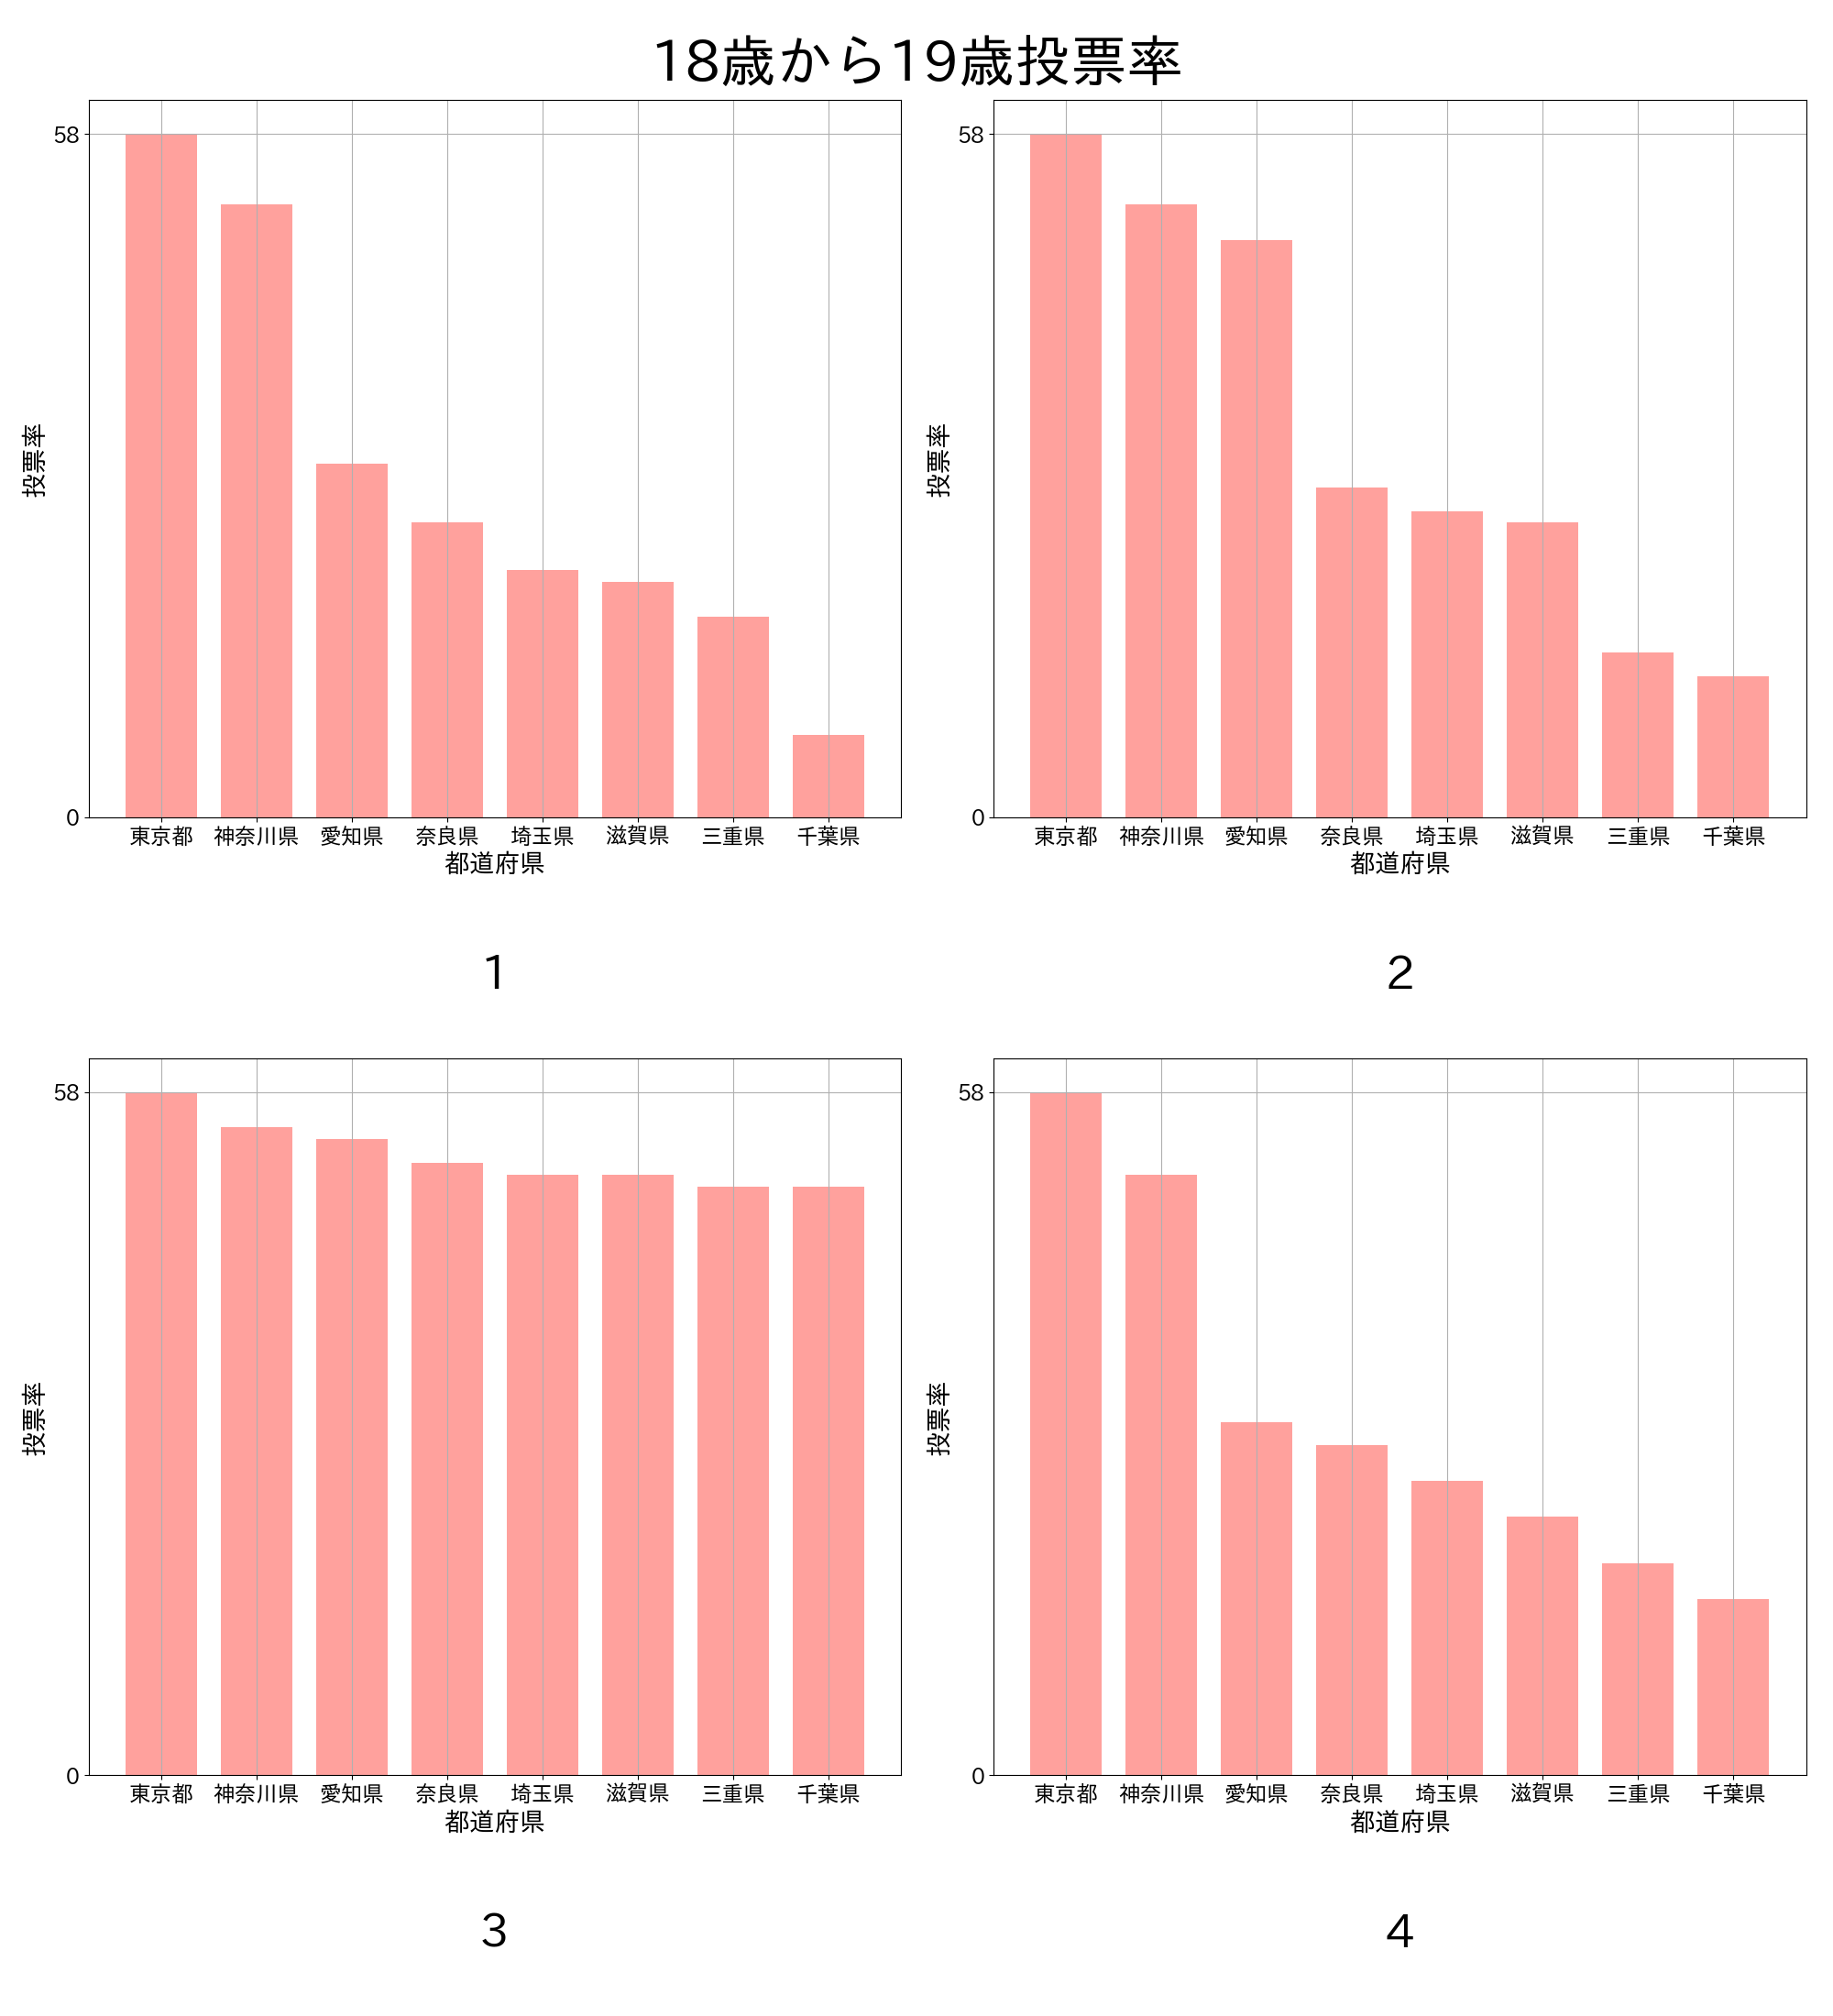 18歳から19歳投票率
58
投票率
0
東京都 神奈川県 愛知県 奈良県 埼玉県 滋賀県 三重県 千葉県
都道府県
1
58
投票率
0
東京都 神奈川県 愛知県 奈良県 埼玉県 滋賀県 三重県 千葉県
都道府県
2
58
投票率
0
東京都 神奈川県 愛知県 奈良県 埼玉県 滋賀県 三重県 千葉県
都道府県
3
58
投票率
0
東京都 神奈川県 愛知県 奈良県 埼玉県 滋賀県 三重県 千葉県
都道府県
4